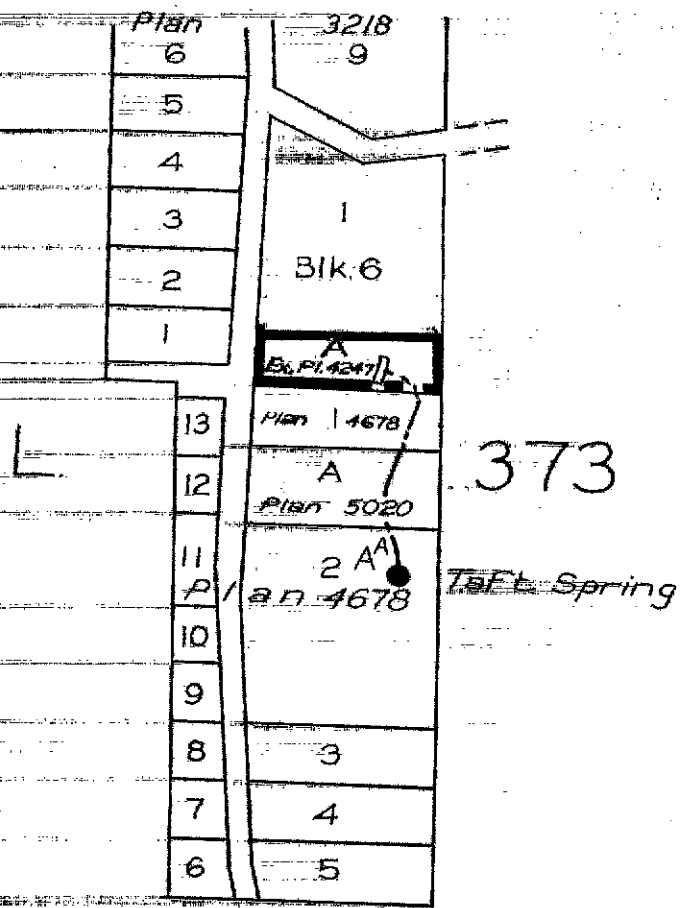 Plan 3218
6 9
5
4
3
1
Blk. 6
2
1
A
Ex. Pl. 4247
13
Plan 1 4678
L.
373
12
A
Plan 5020
11
2 A A
Plan 4678
Taft Spring
10
9
8 3
7 4
6 5